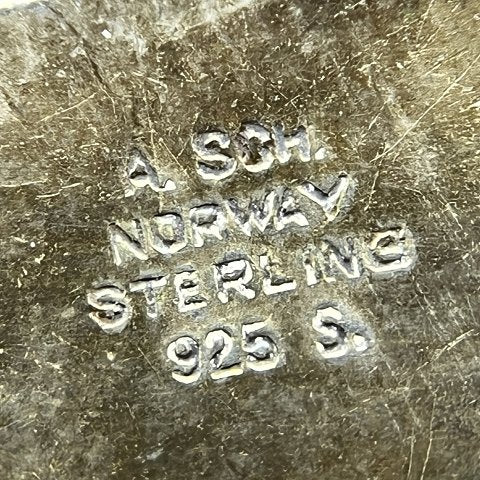 A. SCH.
NORWAY
STERLING
925 S.